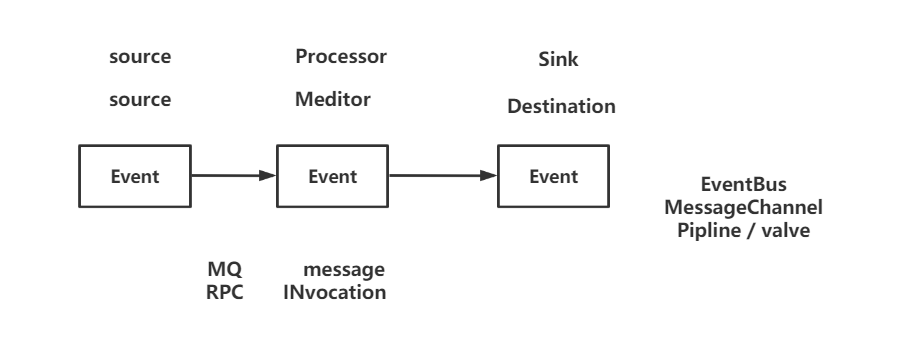 source Processor Sink
source Meditor Destination
Event Event Event
EventBus
MessageChannel
Pipline / valve
MQ message
RPC INvocation